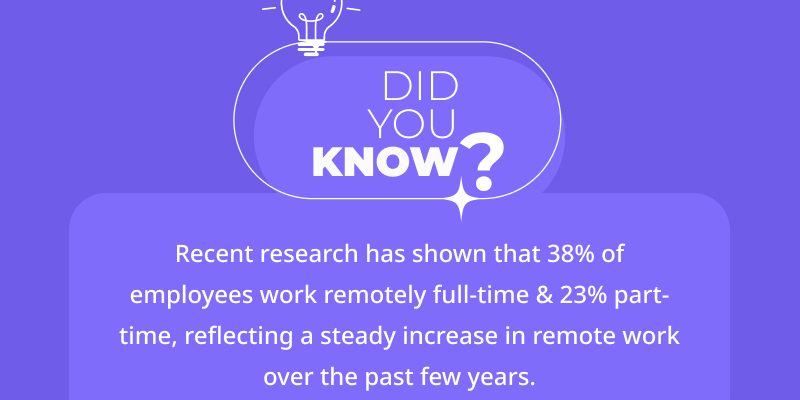 DID
YOU
KNOW?
Recent research has shown that 38% of
employees work remotely full-time & 23% part-
time, reflecting a steady increase in remote work
over the past few years.